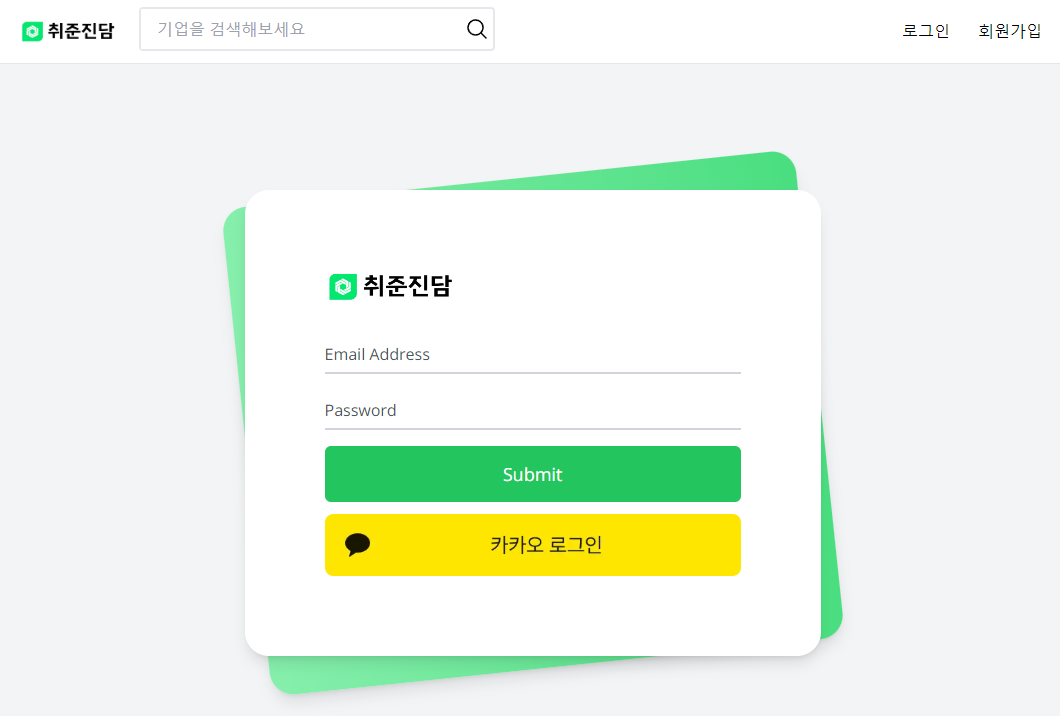 취준진담
기업을 검색해보세요
로그인
회원가입
취준진담
Email Address
Password
Submit
카카오 로그인